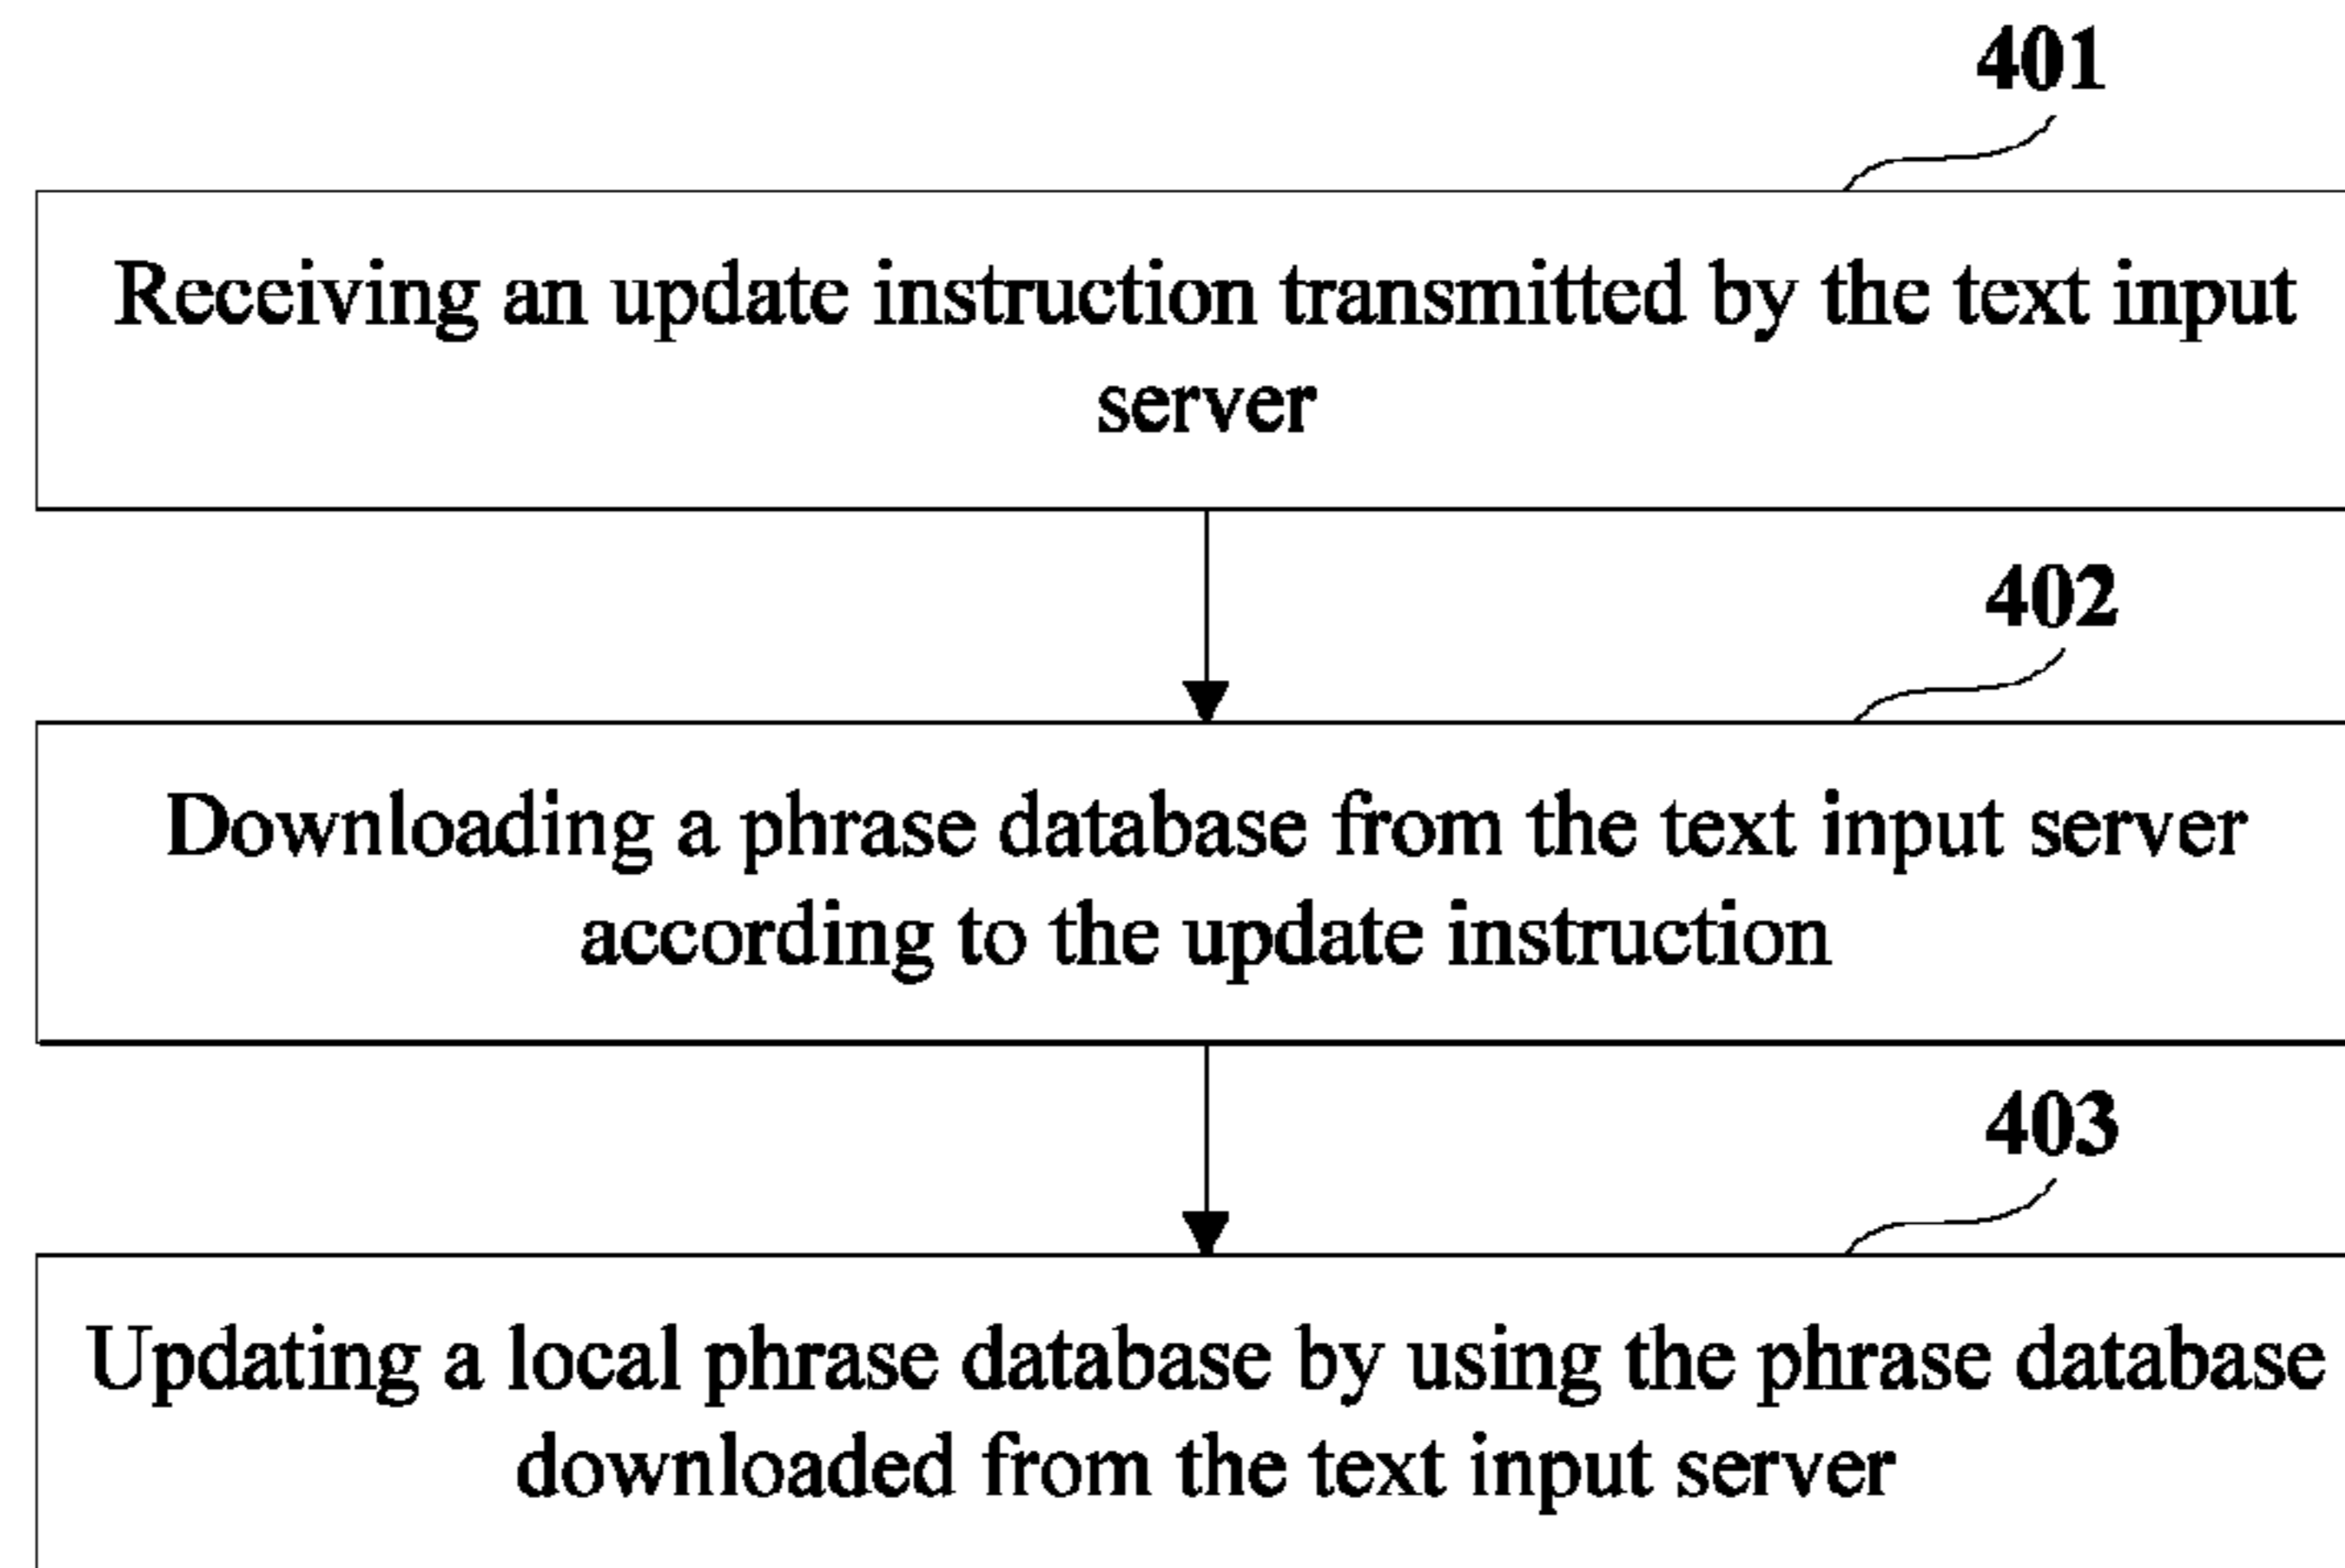 401
Receiving an update instruction transmitted by the text input
server
402
Downloading a phrase database from the text input server
according to the update instruction
403
Updating a local phrase database by using the phrase database
downloaded from the text input server